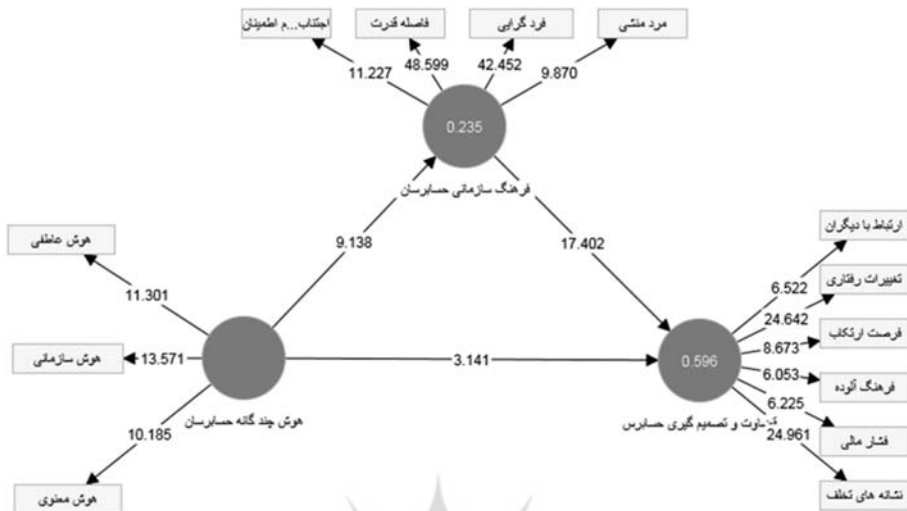 اجتناب...م اطمینان
فاصله قدرت
فرد گرایی
مرد منشی
11.227
48.599
42.452
9.870
0.235
فرهنگ سازمانی حسابرسان
9.138
17.402
هوش عاطفی
11.301
هوش سازمانی
13.571
10.185
هوش معنوی
هوش چند گانه حسابرسان
3.141
0.596
تصمیم گیری حسابرس
ارتباط با دیگران
6.522
تغییرات رفتاری
24.642
فرصت ارتکاب
8.673
فرهنگ آلوده
6.053
6.225
فشار مالی
24.961
نشانه های تخلف